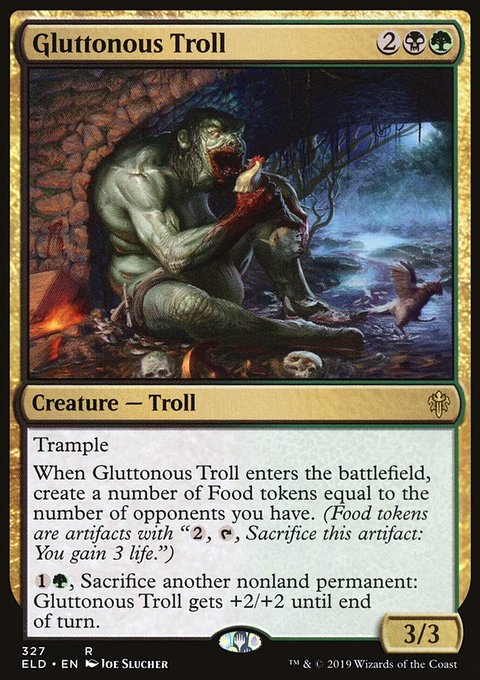 Gluttonous Troll 2
Creature — Troll
Trample
When Gluttonous Troll enters the battlefield,
create a number of Food tokens equal to the
number of opponents you have. (Food tokens
are artifacts with “2, , Sacrifice this artifact:
You gain 3 life.”)
1, Sacrifice another nonland permanent:
Gluttonous Troll gets +2/+2 until end
of turn.
3/3
327 R
ELD • EN Joe Slucher
™ & © 2019 Wizards of the Coast